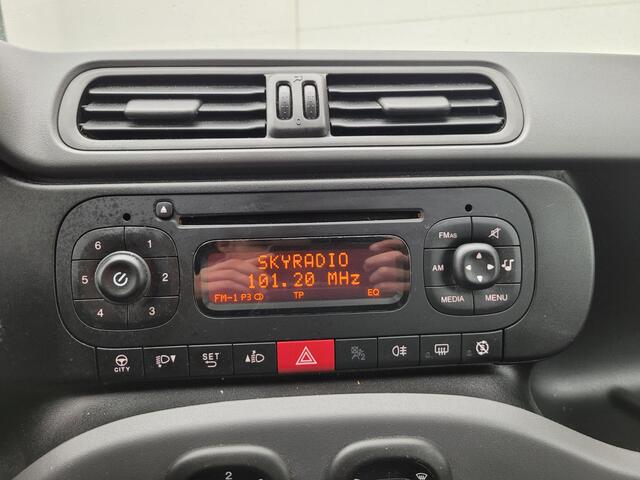 SKYRADIO
101.20 MHz
FM-1 P3 TP EQ
6 1
5 2
4 3
FMAS
AM
MEDIA MENU
CITY SET
2